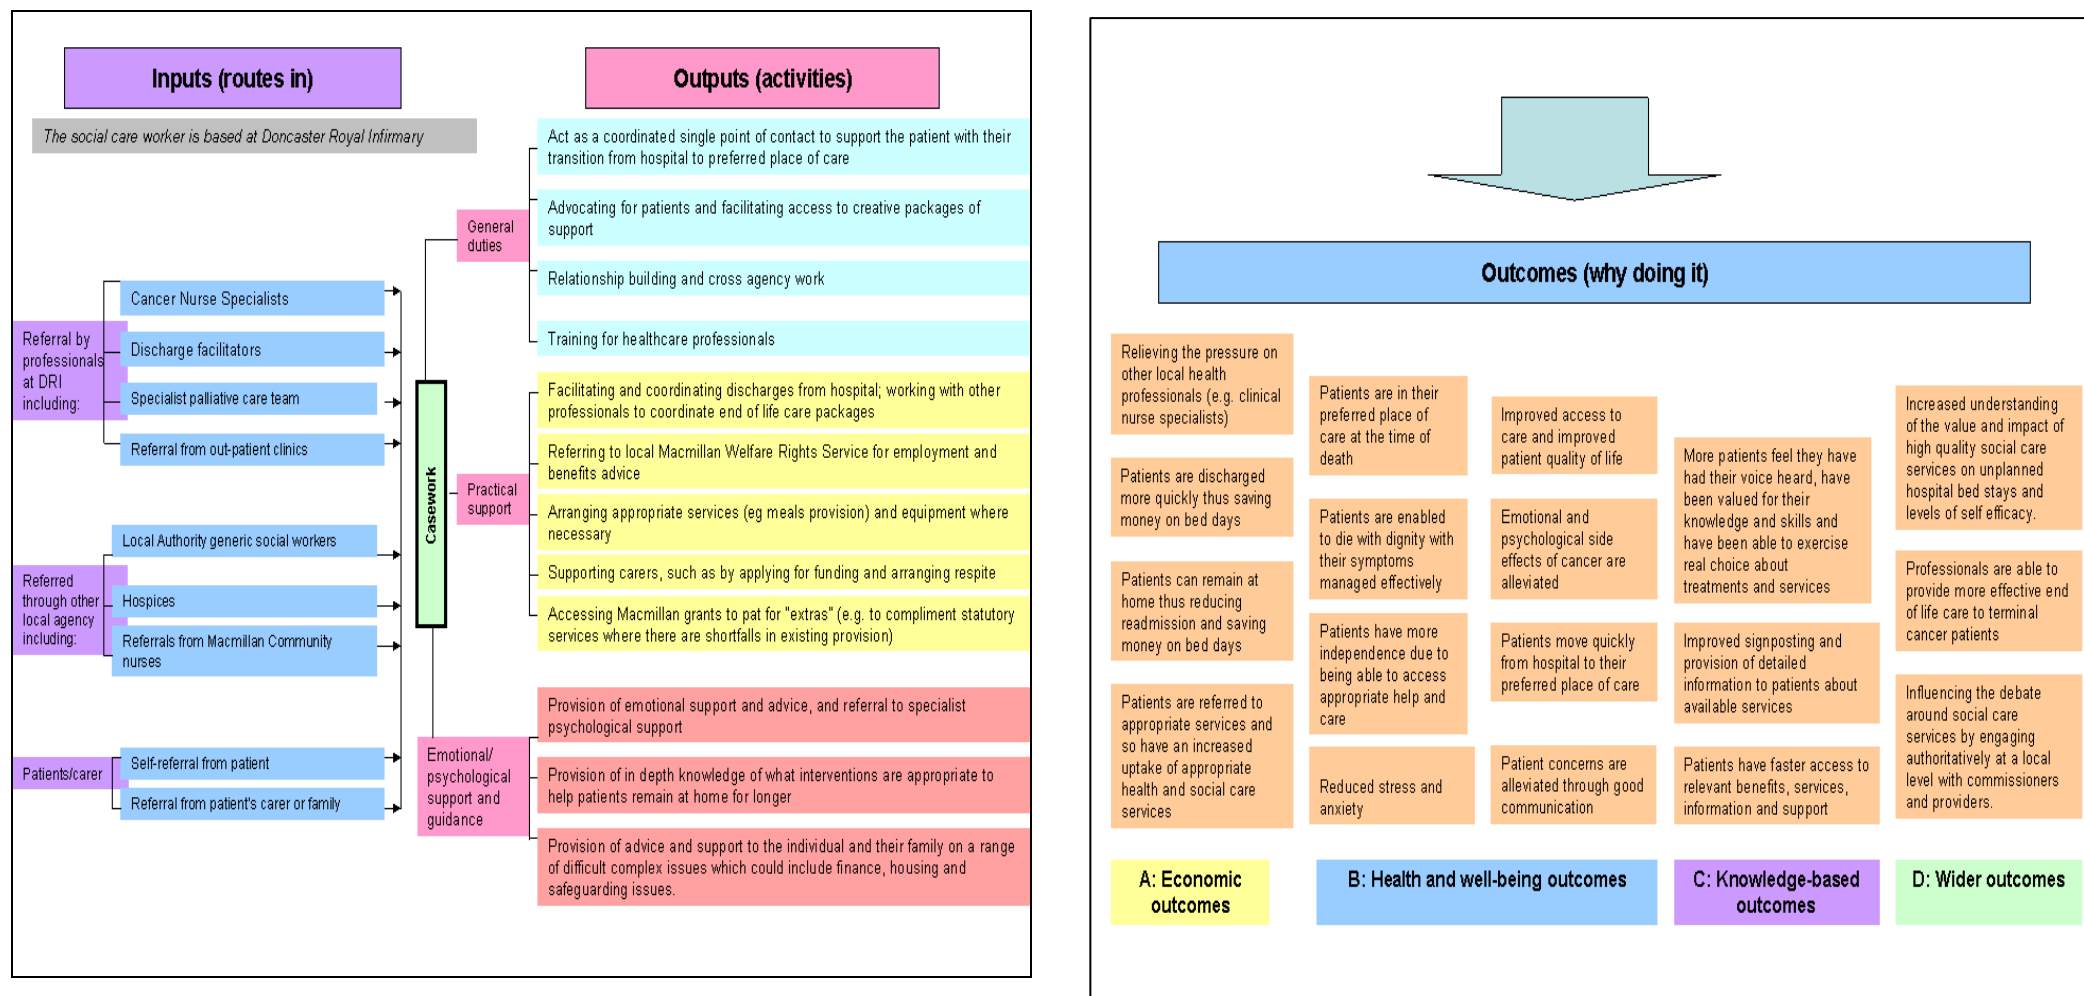 Inputs (routes in)
The social care worker is based at Doncaster Royal Infirmary
Referral by
professionals
at DRI
including:
Cancer Nurse Specialists
Discharge facilitators
Specialist palliative care team
Referral from out-patient clinics
Referred
through other
local agency
including:
Local Authority generic social workers
Hospices
Referrals from Macmillan Community
nurses
Patients/carer
Self-referral from patient
Referral from patient's carer or family
Casework
Outputs (activities)
General
duties
Act as a coordinated single point of contact to support the patient with their
transition from hospital to preferred place of care
Advocating for patients and facilitating access to creative packages of
support
Relationship building and cross agency work
Training for healthcare professionals
Practical
support
Facilitating and coordinating discharges from hospital; working with other
professionals to coordinate end of life care packages
Referring to local Macmillan Welfare Rights Service for employment and
benefits advice
Arranging appropriate services (eg meals provision) and equipment where
necessary
Supporting carers, such as by applying for funding and arranging respite
Accessing Macmillan grants to pat for "extras" (e.g. to compliment statutory
services where there are shortfalls in existing provision)
Emotional/
psychological
support and
guidance
Provision of emotional support and advice, and referral to specialist
psychological support
Provision of in depth knowledge of what interventions are appropriate to
help patients remain at home for longer
Provision of advice and support to the individual and their family on a range
of difficult complex issues which could include finance, housing and
safeguarding issues.
Outcomes (why doing it)
Relieving the pressure on
other local health
professionals (e.g. clinical
nurse specialists)
Patients are discharged
more quickly thus saving
money on bed days
Patients can remain at
home thus reducing
readmission and saving
money on bed days
Patients are referred to
appropriate services and
so have an increased
uptake of appropriate
health and social care
services
A: Economic
outcomes
Patients are in their
preferred place of
care at the time of
death
Patients are enabled
to die with dignity with
their symptoms
managed effectively
Patients have more
independence due to
being able to access
appropriate help and
care
Reduced stress and
anxiety
Improved access to
care and improved
patient quality of life
Emotional and
psychological side
effects of cancer are
alleviated
Patients move quickly
from hospital to their
preferred place of care
Patient concerns are
alleviated through good
communication
B: Health and well-being outcomes
More patients feel they have
had their voice heard, have
been valued for their
knowledge and skills and
have been able to exercise
real choice about
treatments and services
Improved signposting and
provision of detailed
information to patients about
available services
Patients have faster access to
relevant benefits, services,
information and support
C: Knowledge-based
outcomes
Increased understanding
of the value and impact of
high quality social care
services on unplanned
hospital bed stays and
levels of self efficacy.
Professionals are able to
provide more effective end
of life care to terminal
cancer patients
Influencing the debate
around social care
services by engaging
authoritatively at a local
level with commissioners
and providers.
D: Wider outcomes